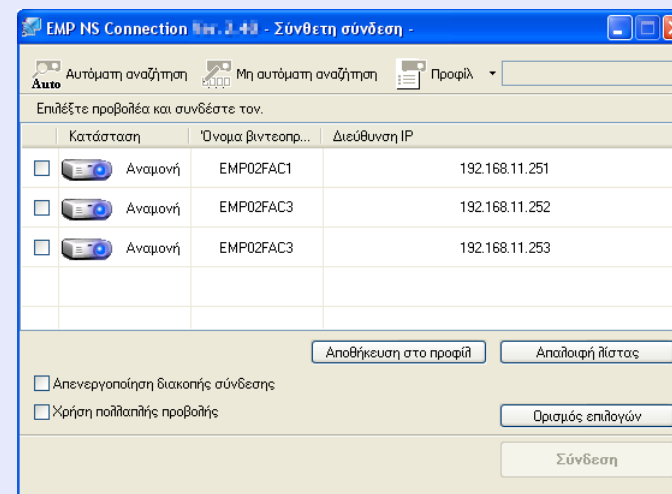 EMP NS Connection - Σύνθετη σύνδεση -
Auto Αυτόματη αναζήτηση Μη αυτόματη αναζήτηση Προφίλ
Επιλέξτε προβολέα και συνδέστε τον.
Κατάσταση Όνομα βιντεοπρ... Διεύθυνση IP
Αναμονή EMP02FAC1 192.168.11.251
Αναμονή EMP02FAC3 192.168.11.252
Αναμονή EMP02FAC3 192.168.11.253
Αποθήκευση στο προφίλ Απαλοιφή λίστας
Απενεργοποίηση διακοπής σύνδεσης
Χρήση πολλαπλής προβολής
Ορισμός επιλογών
Σύνδεση